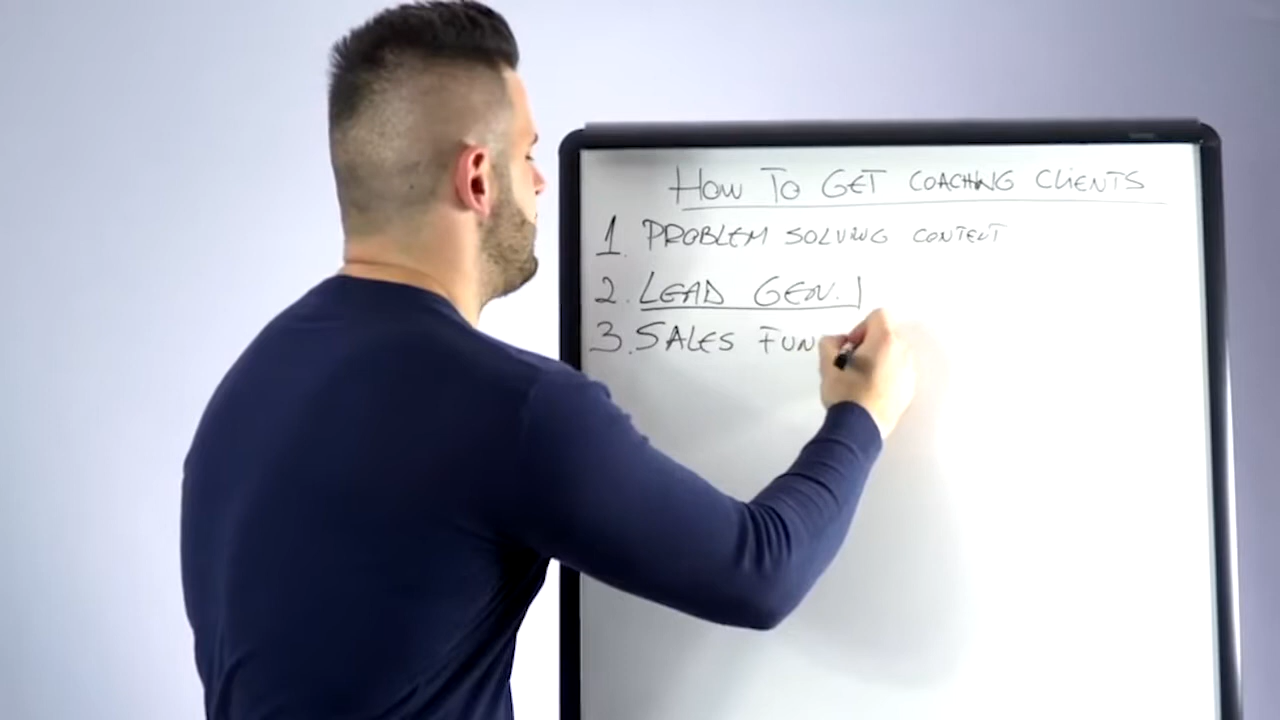 How To GET COACHING CLiENTS
1. PROBLEM SOLVING CONTENT
2. LEAD GEN.
3. SALES FUN